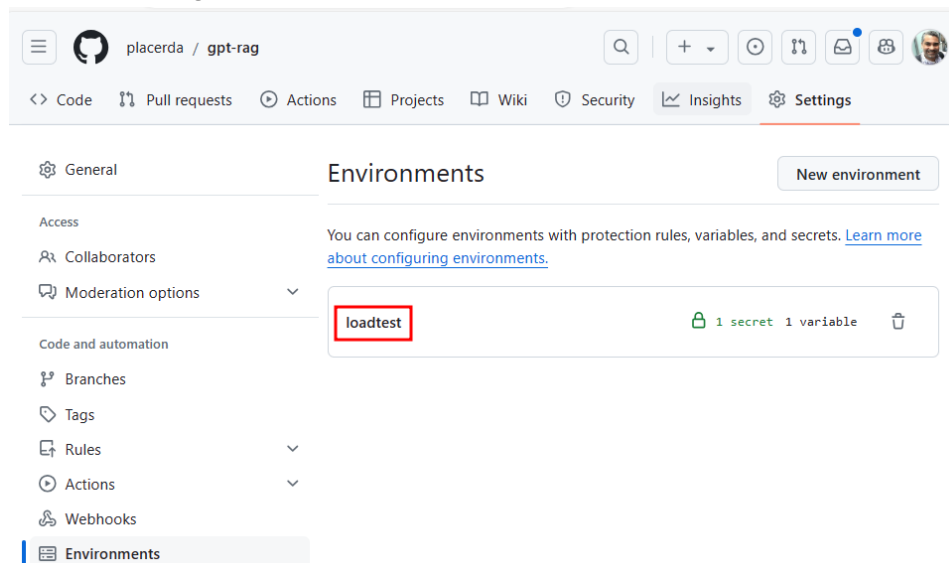 placerda / gpt-rag
Code Pull requests Actions Projects Wiki Security Insights Settings
General
Access
Collaborators
Moderation options
Code and automation
Branches
Tags
Rules
Actions
Webhooks
Environments
Environments
New environment
You can configure environments with protection rules, variables, and secrets. Learn more
about configuring environments.
loadtest
1 secret 1 variable